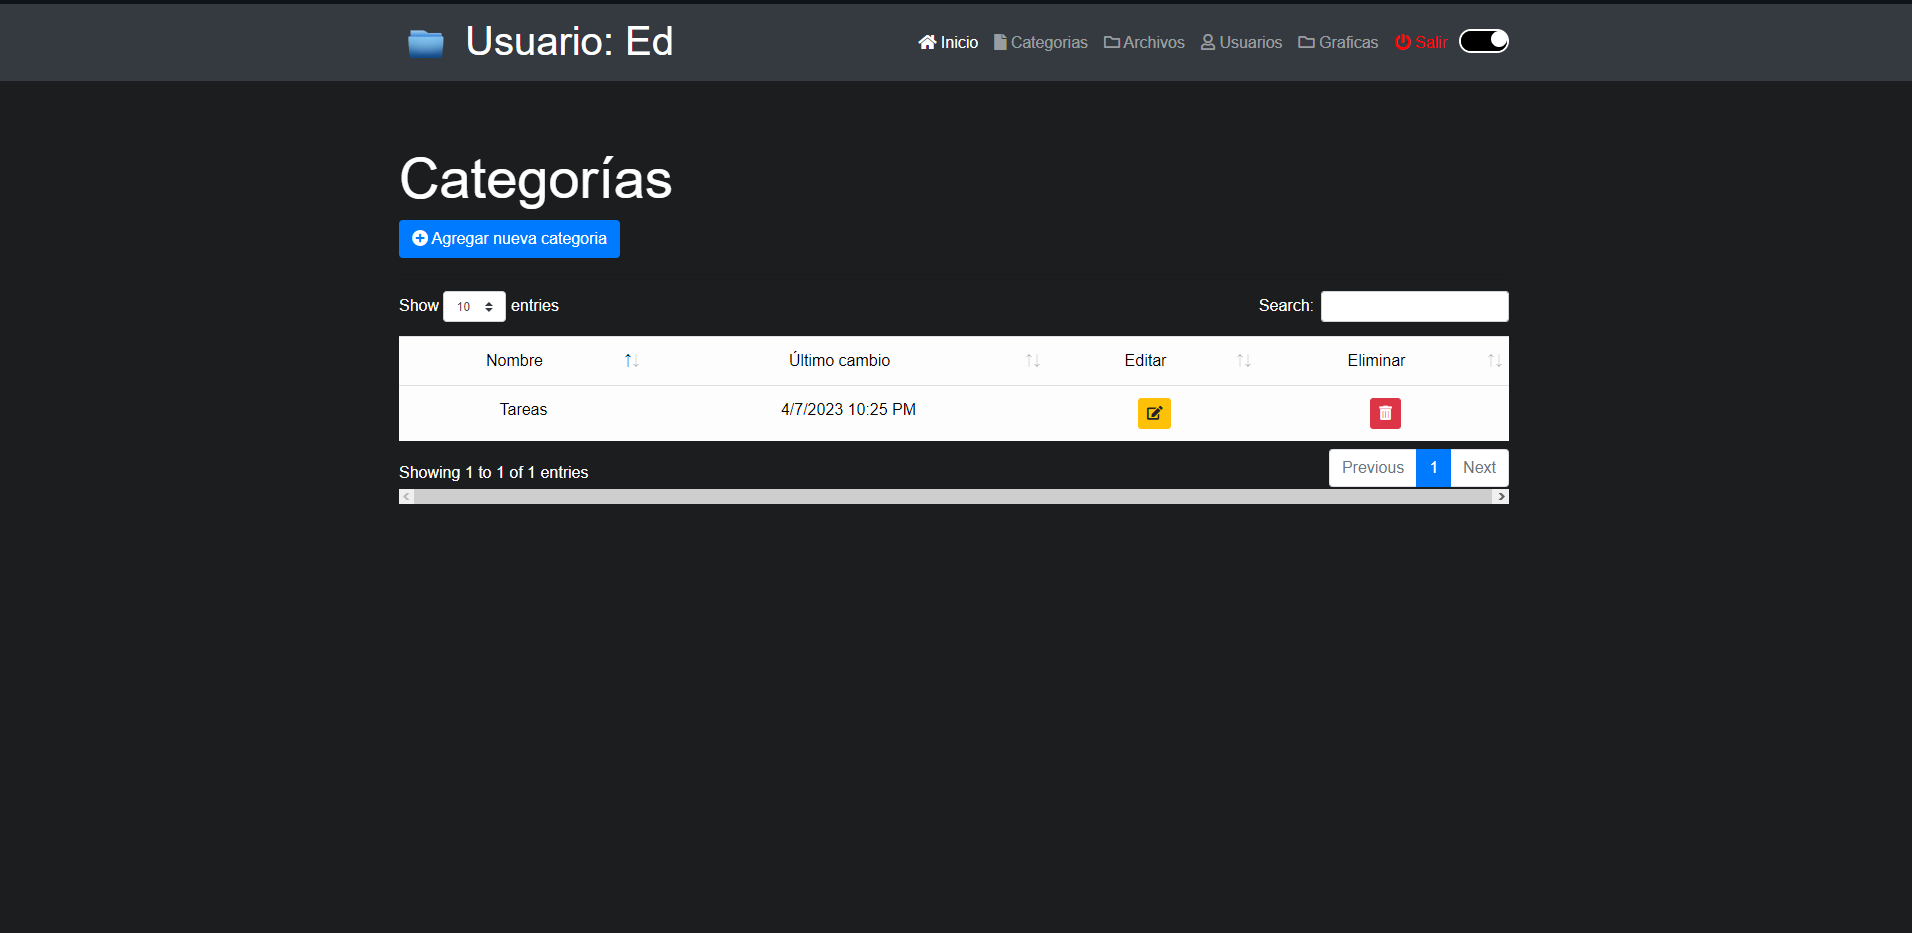 Usuario: Ed
Inicio Categorias Archivos Usuarios Graficas Salir
Categorías
Agregar nueva categoria
Show 10 entries Search:
Nombre Último cambio Editar Eliminar
Tareas 4/7/2023 10:25 PM
Showing 1 to 1 of 1 entries Previous 1 Next